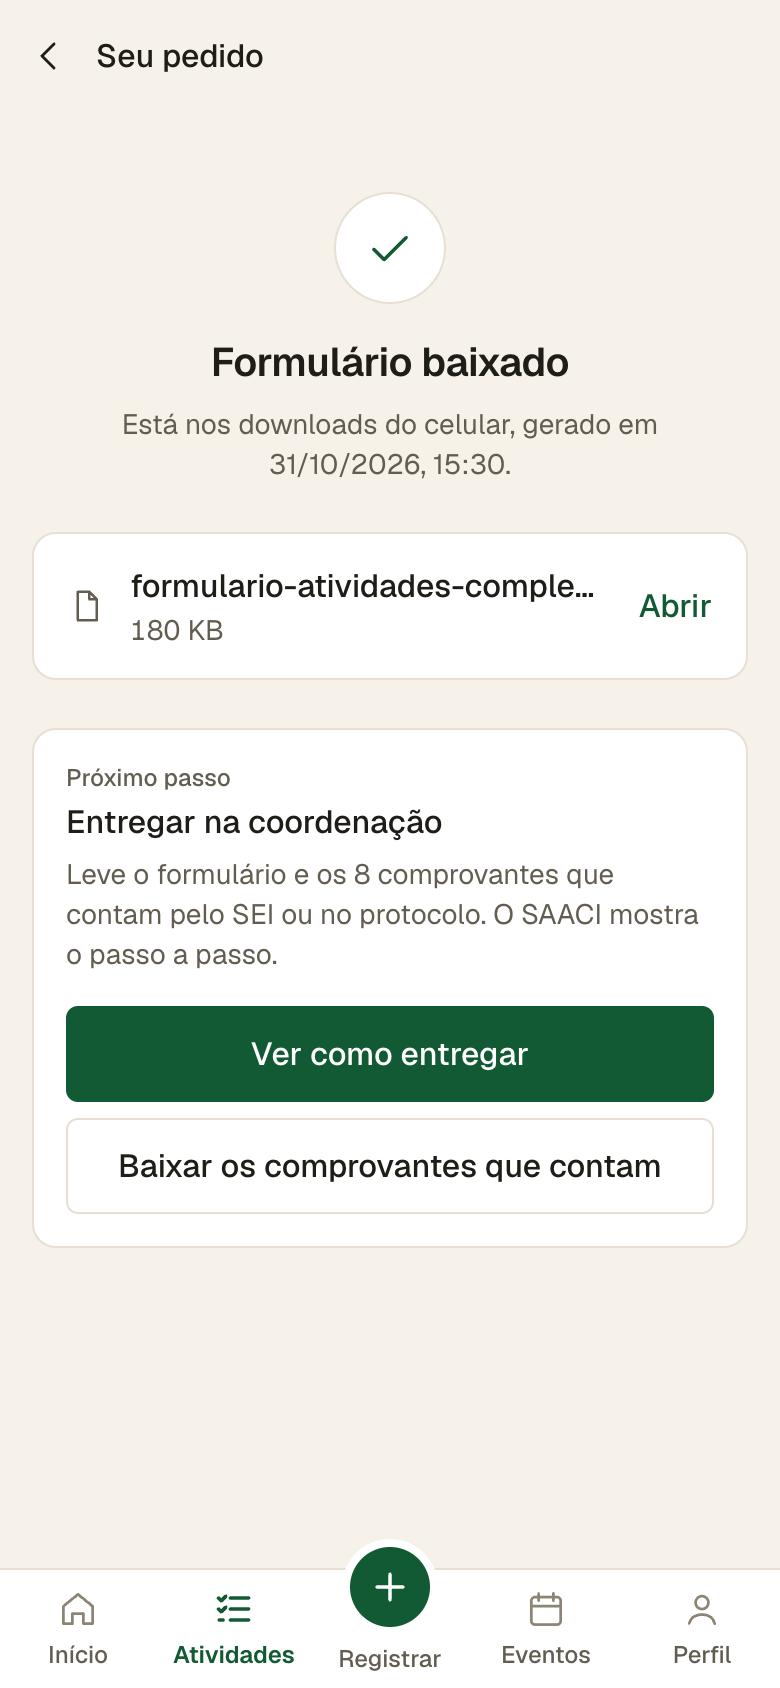 Seu pedido
Formulário baixado
Está nos downloads do celular, gerado em
31/10/2026, 15:30.
formulario-atividades-comple...
180 KB
Abrir
Próximo passo
Entregar na coordenação
Leve o formulário e os 8 comprovantes que
contam pelo SEI ou no protocolo. O SAACI mostra
o passo a passo.
Ver como entregar
Baixar os comprovantes que contam
Início
Atividades
Registrar
Eventos
Perfil